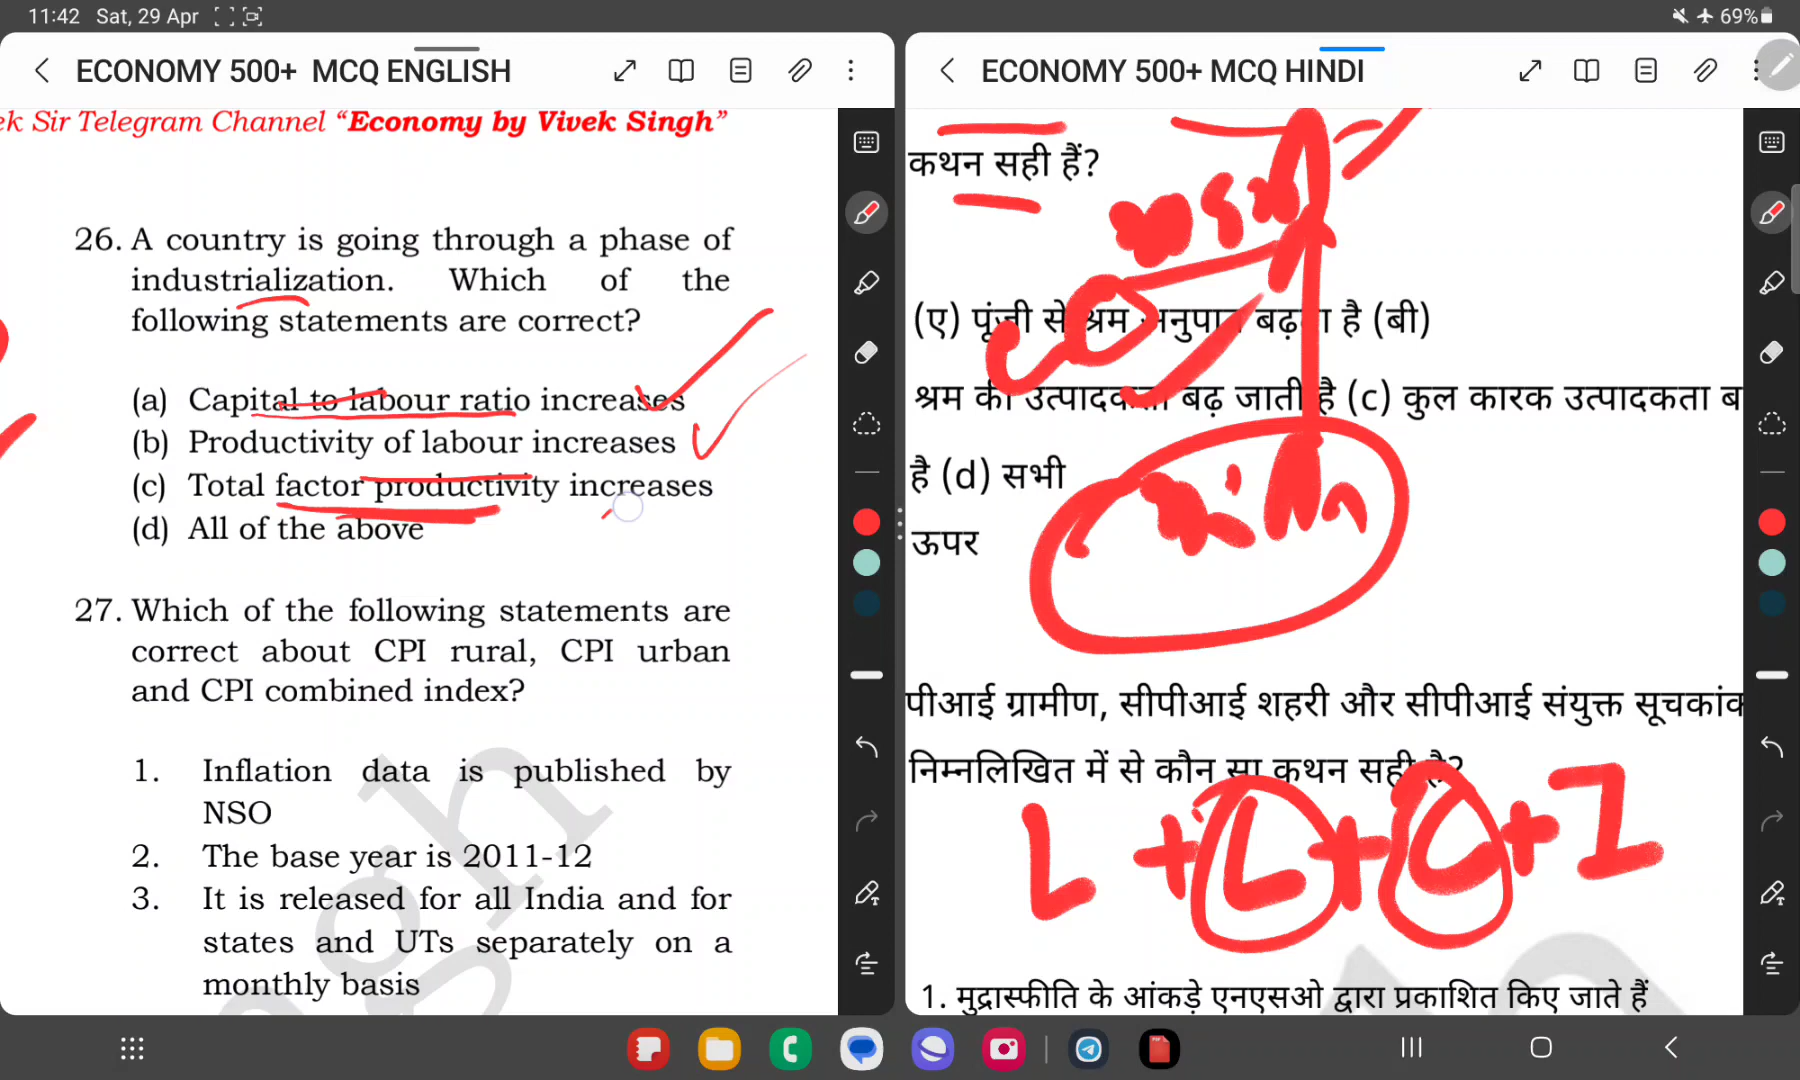 11:42 Sat, 29 Apr
69%
ECONOMY 500+ MCQ ENGLISH
ek Sir Telegram Channel “Economy by Vivek Singh”
26. A country is going through a phase of
industrialization. Which of the
following statements are correct?
(a) Capital to labour ratio increases
(b) Productivity of labour increases
(c) Total factor productivity increases
(d) All of the above
27. Which of the following statements are
correct about CPI rural, CPI urban
and CPI combined index?
1. Inflation data is published by
NSO
2. The base year is 2011-12
3. It is released for all India and for
states and UTs separately on a
monthly basis
ECONOMY 500+ MCQ HINDI
कथन सही हैं?
(ए) पूंजी से श्रम अनुपात बढ़ता है (बी)
श्रम की उत्पादकता बढ़ जाती है (c) कुल कारक उत्पादकता ब
है (d) सभी
ऊपर
पीआई ग्रामीण, सीपीआई शहरी और सीपीआई संयुक्त सूचकांक
निम्नलिखित में से कौन सा कथन सही है?
L + L + C + I
1. मुद्रास्फीति के आंकड़े एनएसओ द्वारा प्रकाशित किए जाते हैं